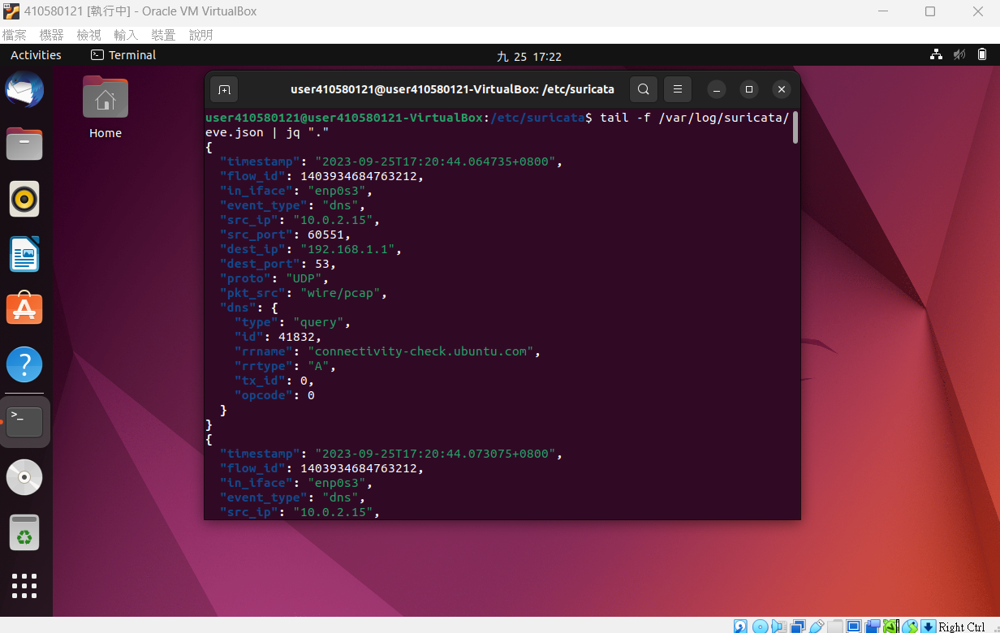 410580121 [執行中] - Oracle VM VirtualBox
檔案 機器 檢視 輸入 裝置 說明
Activities Terminal 九 25 17:22
Home
user410580121@user410580121-VirtualBox: /etc/suricata
user410580121@user410580121-VirtualBox:/etc/suricata$ tail -f /var/log/suricata/
eve.json | jq "."
{
  "timestamp": "2023-09-25T17:20:44.064735+0800",
  "flow_id": 1403934684763212,
  "in_iface": "enp0s3",
  "event_type": "dns",
  "src_ip": "10.0.2.15",
  "src_port": 60551,
  "dest_ip": "192.168.1.1",
  "dest_port": 53,
  "proto": "UDP",
  "pkt_src": "wire/pcap",
  "dns": {
    "type": "query",
    "id": 41832,
    "rrname": "connectivity-check.ubuntu.com",
    "rrtype": "A",
    "tx_id": 0,
    "opcode": 0
  }
}
{
  "timestamp": "2023-09-25T17:20:44.073075+0800",
  "flow_id": 1403934684763212,
  "in_iface": "enp0s3",
  "event_type": "dns",
  "src_ip": "10.0.2.15",
Right Ctrl